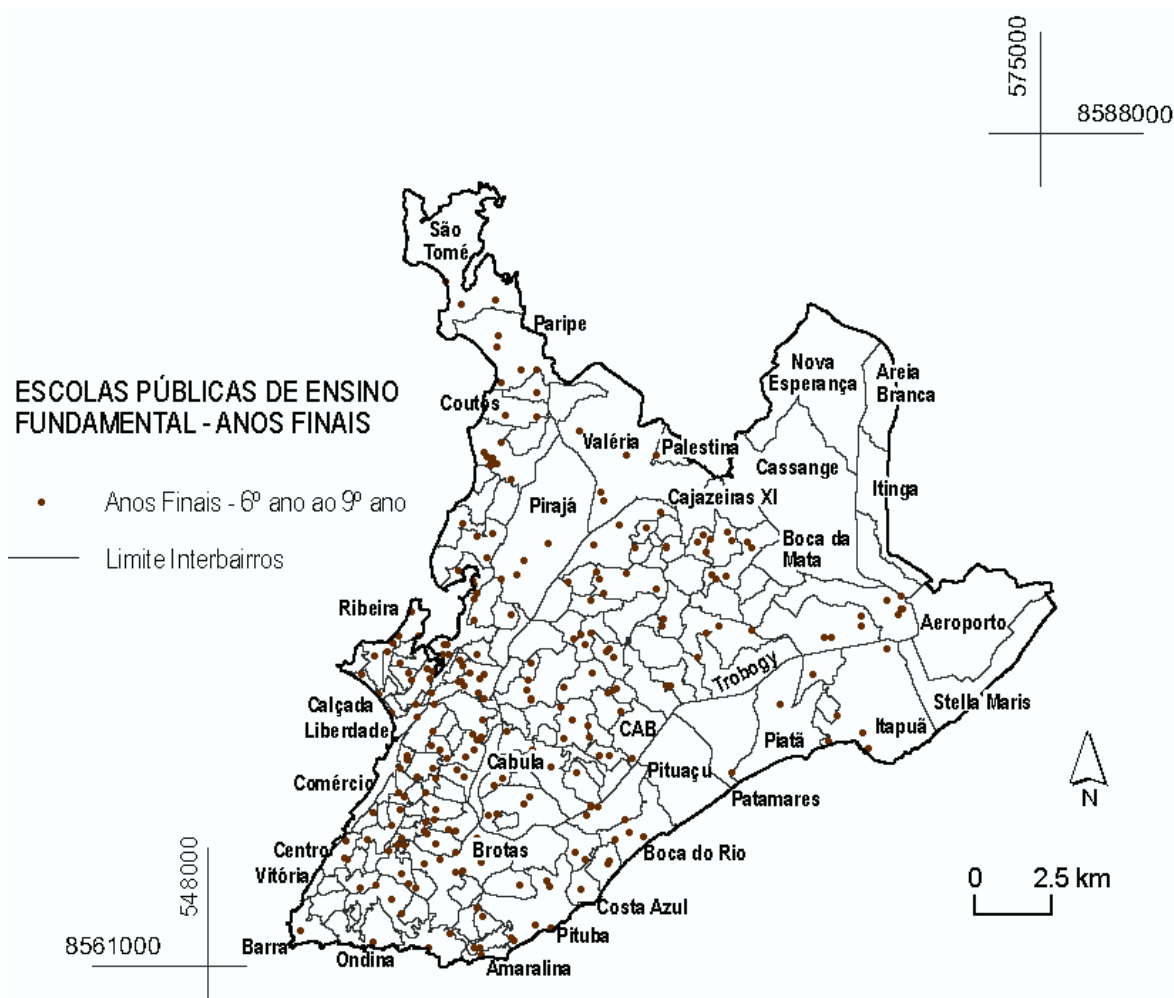 575000
8588000
São
Tomé
Paripe
Nova
Esperança
Areia
Branca
ESCOLAS PÚBLICAS DE ENSINO
FUNDAMENTAL - ANOS FINAIS
Coutos
Valéria
Palestina
Cassange
Itinga
Anos Finais - 6º ano ao 9º ano
Pirajá
Cajazeiras XI
Limite Interbairros
Boca da
Mata
Ribeira
Aeroporto
Trobogy
Calçada
Liberdade
CAB
Stella Maris
Itapuã
Piatã
Comércio
Cabula
Pituaçu
Patamares
N
Centro
Vitória
Brotas
Boca do Rio
0 2.5 km
548000
Costa Azul
8561000
Barra
Ondina
Pituba
Amaralina